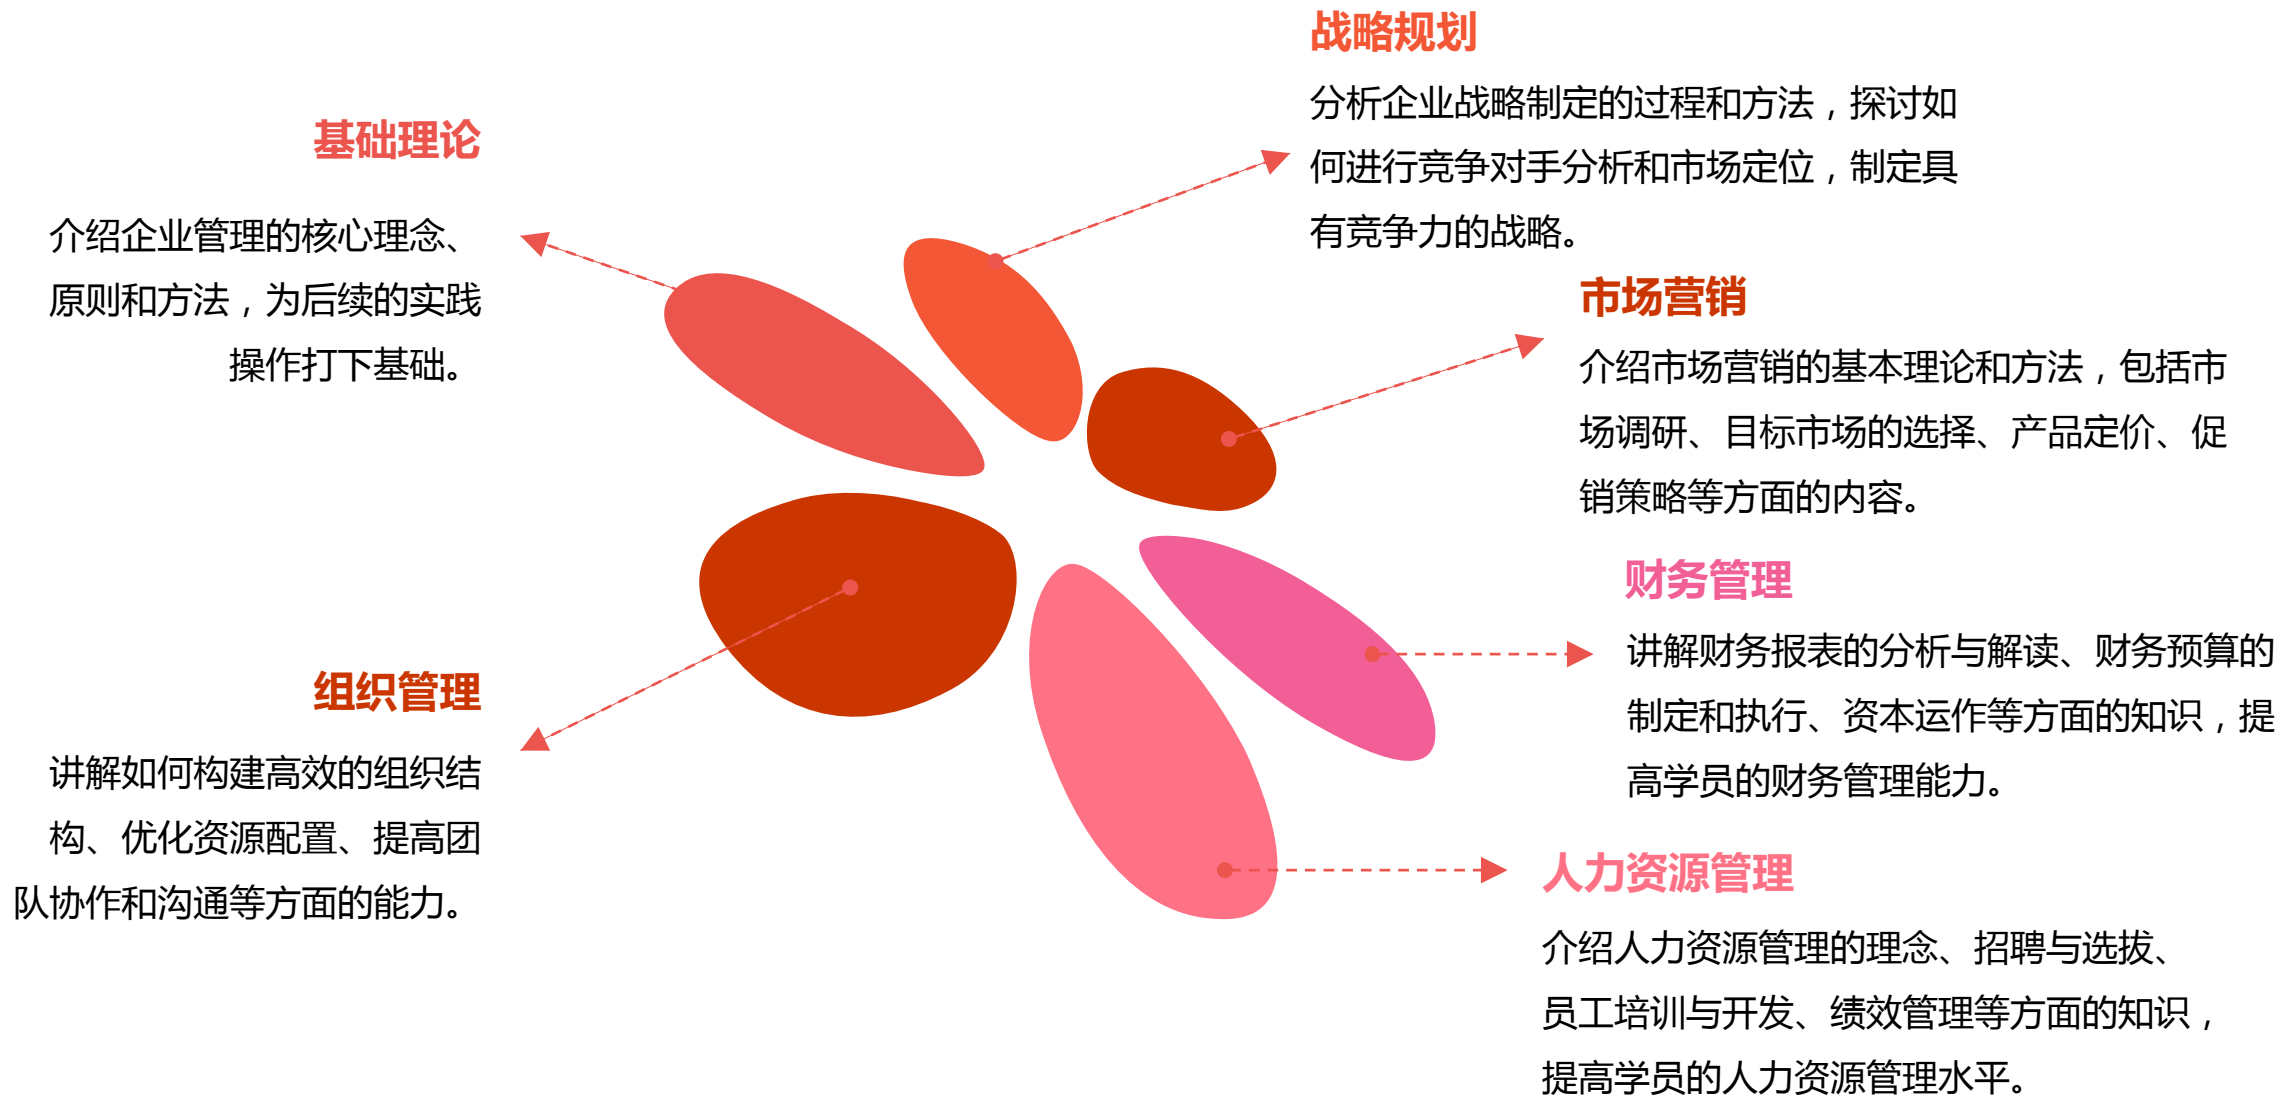 基础理论
介绍企业管理的核心理念、
原则和方法，为后续的实践
操作打下基础。
组织管理
讲解如何构建高效的组织结
构、优化资源配置、提高团
队协作和沟通等方面的能力。
战略规划
分析企业战略制定的过程和方法，探讨如
何进行竞争对手分析和市场定位，制定具
有竞争力的战略。
市场营销
介绍市场营销的基本理论和方法，包括市
场调研、目标市场的选择、产品定价、促
销策略等方面的内容。
财务管理
讲解财务报表的分析与解读、财务预算的
制定和执行、资本运作等方面的知识，提
高学员的财务管理能力。
人力资源管理
介绍人力资源管理的理念、招聘与选拔、
员工培训与开发、绩效管理等方面的知识，
提高学员的人力资源管理水平。